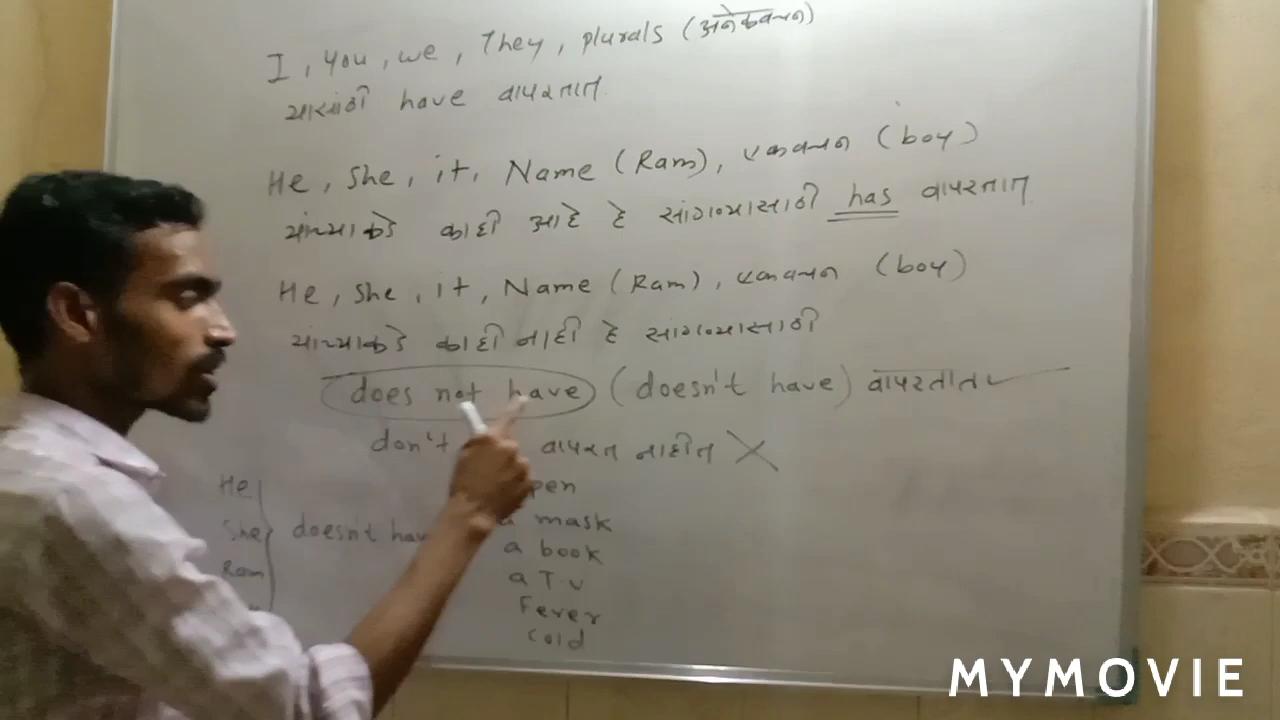 I, you, we, They, plurals (अनेकवचन)
यासाठी have वापरतात.
He, She, it, Name (Ram), एकवचन (boy)
यांच्याकडे काही आहे हे सांगण्यासाठी has वापरतात
He, She, it, Name (Ram), एकवचन (boy)
यांच्याकडे काही नाही हे सांगण्यासाठी
does not have (doesn't have) वापरतात
don't वापरत नाहीत
He pen
She doesn't hav a mask
Ram a book
a T.V
Fever
cold
MYMOVIE